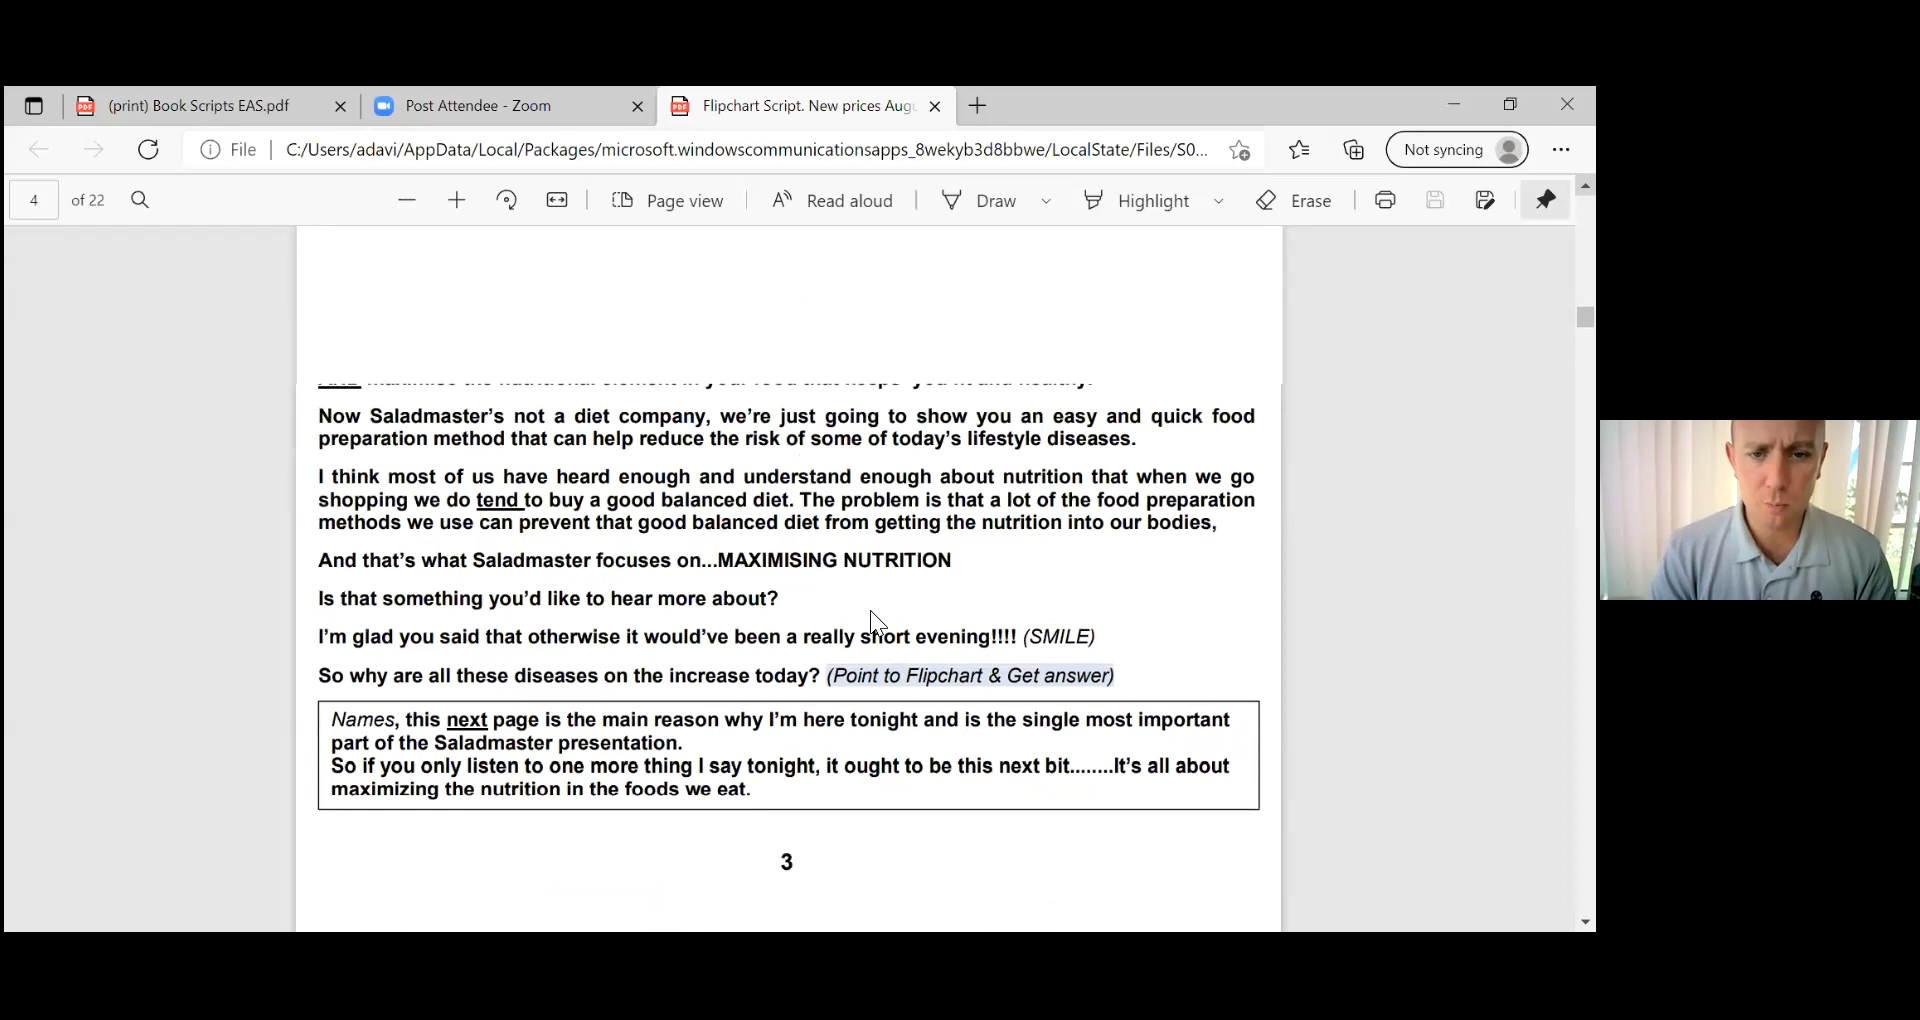 (print) Book Scripts EAS.pdf
Post Attendee - Zoom
Flipchart Script. New prices Aug
File
C:/Users/adavi/AppData/Local/Packages/microsoft.windowscommunicationsapps_8wekyb3d8bbwe/LocalState/Files/S0...
Not syncing
4 of 22
Page view
Read aloud
Draw
Highlight
Erase
Now Saladmaster’s not a diet company, we’re just going to show you an easy and quick food
preparation method that can help reduce the risk of some of today’s lifestyle diseases.
I think most of us have heard enough and understand enough about nutrition that when we go
shopping we do tend to buy a good balanced diet. The problem is that a lot of the food preparation
methods we use can prevent that good balanced diet from getting the nutrition into our bodies,
And that’s what Saladmaster focuses on...MAXIMISING NUTRITION
Is that something you’d like to hear more about?
I’m glad you said that otherwise it would’ve been a really short evening!!!! (SMILE)
So why are all these diseases on the increase today? (Point to Flipchart & Get answer)
Names, this next page is the main reason why I’m here tonight and is the single most important
part of the Saladmaster presentation.
So if you only listen to one more thing I say tonight, it ought to be this next bit........It’s all about
maximizing the nutrition in the foods we eat.
3